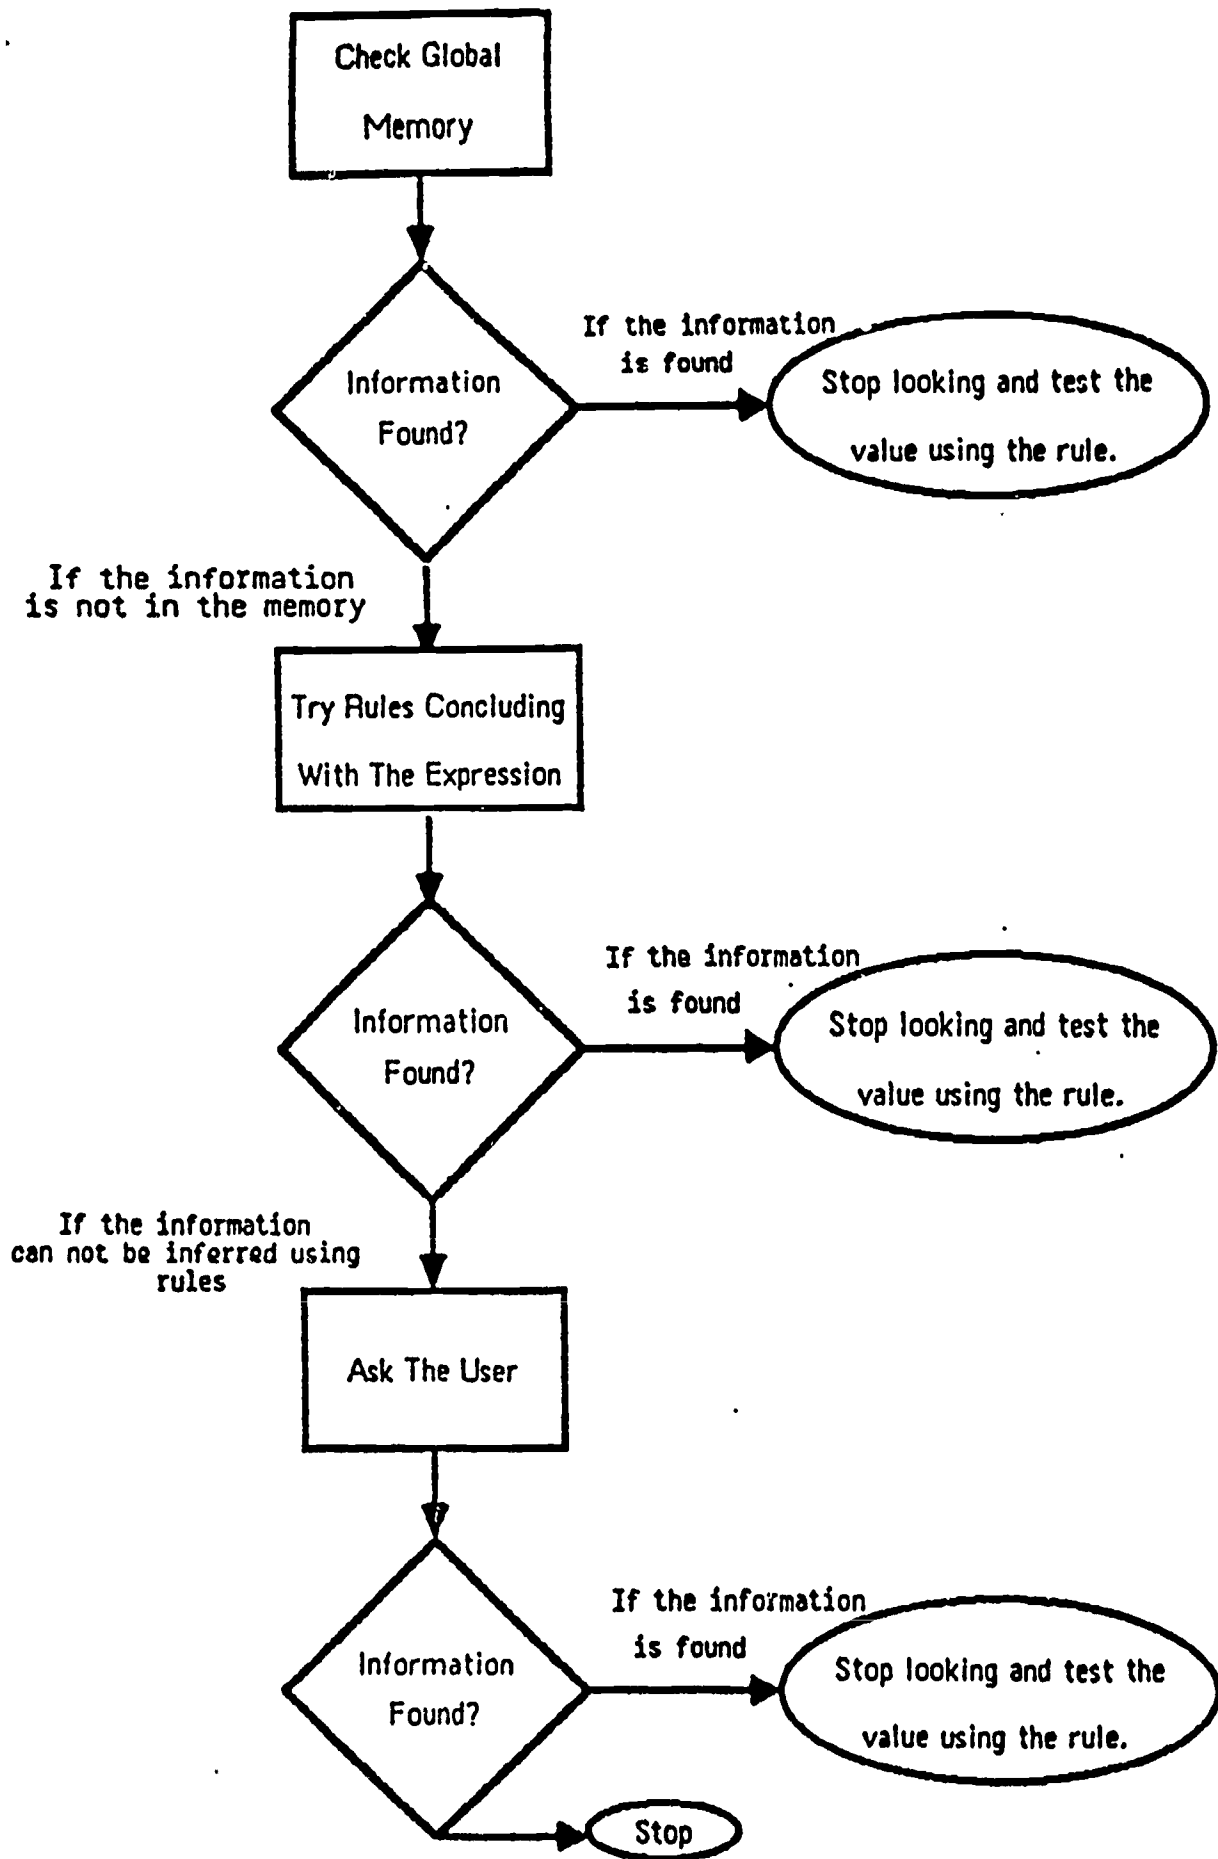 Check Global
Memory
If the information
is found
Information
Found?
Stop looking and test the
value using the rule.
If the information
is not in the memory
Try Rules Concluding
With The Expression
If the information
is found
Information
Found?
Stop looking and test the
value using the rule.
If the information
can not be inferred using
rules
Ask The User
If the information
is found
Information
Found?
Stop looking and test the
value using the rule.
Stop